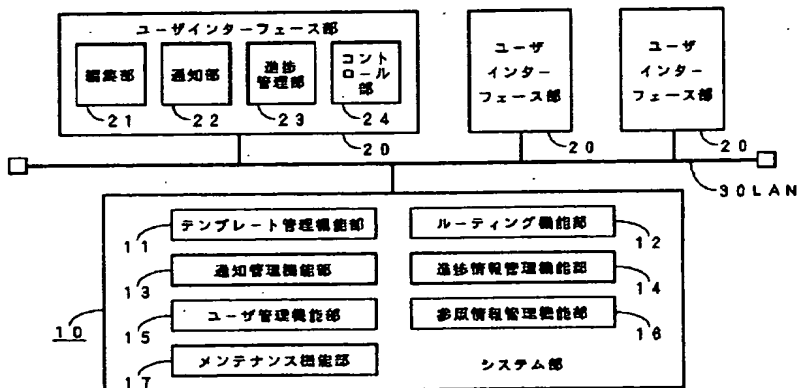 ユーザインターフェース部
編集部
通知部
進捗
管理部
コント
ロール
部
21
22
23
24
20
ユーザ
インター
フェース部
20
ユーザ
インター
フェース部
20
30LAN
テンプレート管理機能部
11
ルーティング機能部
12
通知管理機能部
13
進捗情報管理機能部
14
10
ユーザ管理機能部
15
情報管理機能部
16
メンテナンス機能部
17
システム部